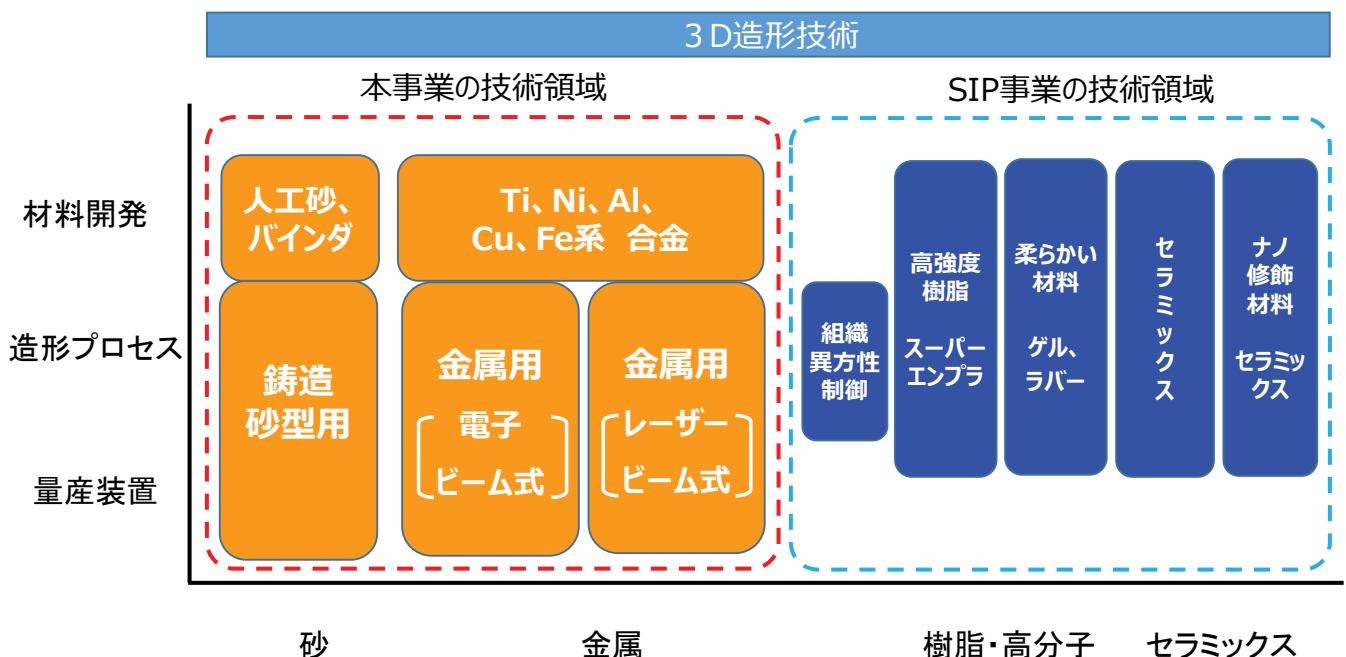 ３Ｄ造形技術
本事業の技術領域
SIP事業の技術領域
材料開発
造形プロセス
量産装置
人工砂、
バインダ
Ti、Ni、Al、
Cu、Fe系 合金
鋳造
砂型用
金属用
電子
ビーム式
金属用
レーザー
ビーム式
組織
異方性
制御
高強度
樹脂
スーパー
エンプラ
柔らかい
材料
ゲル、
ラバー
セラミックス
ナノ
修飾
材料
セラミッ
クス
砂
金属
樹脂・高分子
セラミックス